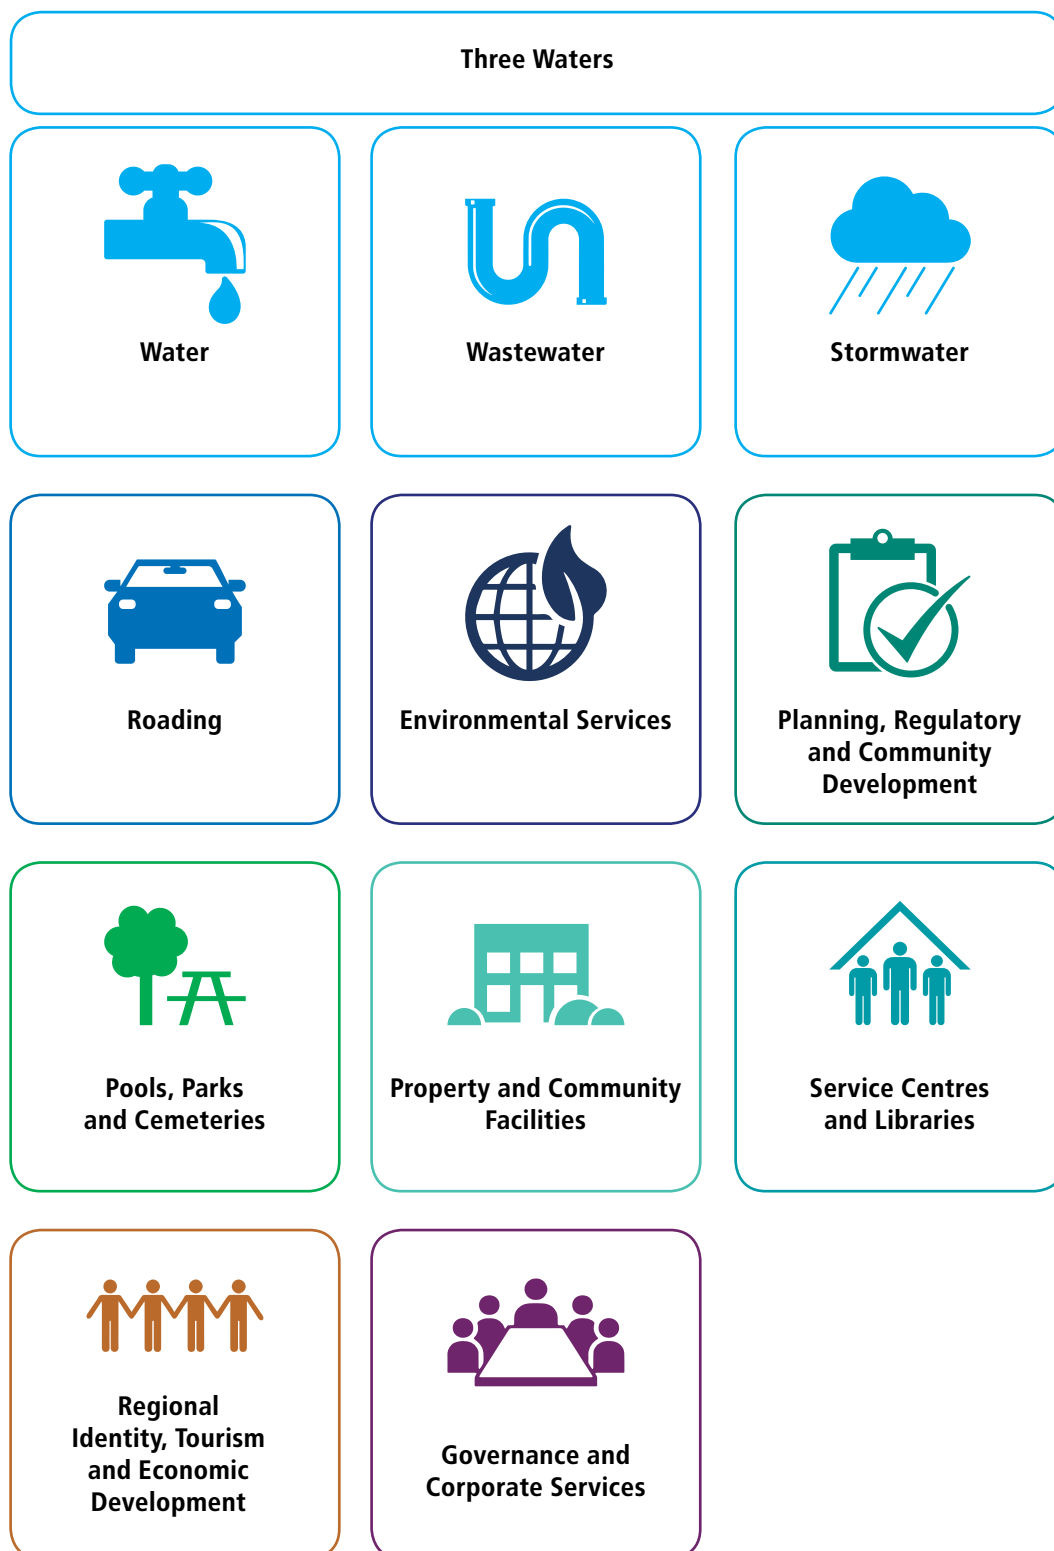 Three Waters
Water
Wastewater
Stormwater
Roading
Environmental Services
Planning, Regulatory
and Community
Development
Pools, Parks
and Cemeteries
Property and Community
Facilities
Service Centres
and Libraries
Regional
Identity, Tourism
and Economic
Development
Governance and
Corporate Services